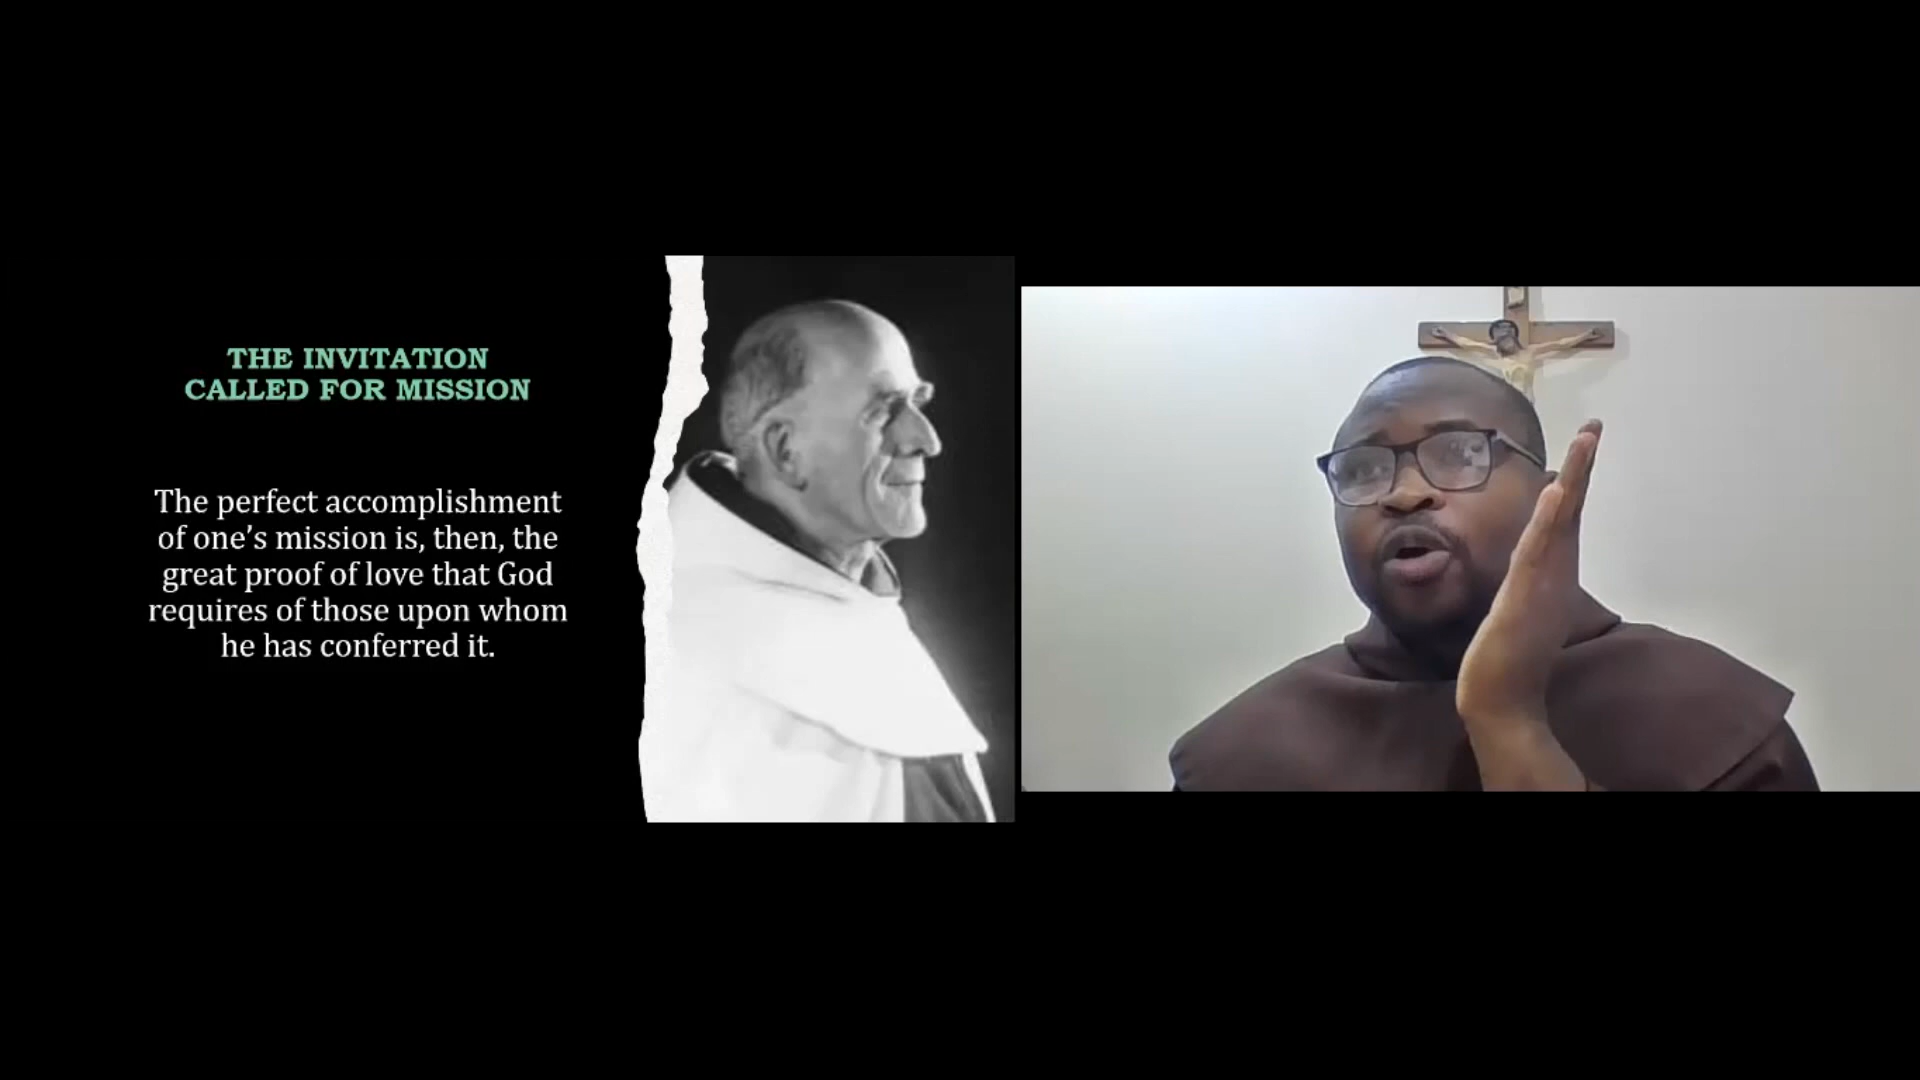 THE INVITATION
CALLED FOR MISSION
The perfect accomplishment
of one’s mission is, then, the
great proof of love that God
requires of those upon whom
he has conferred it.